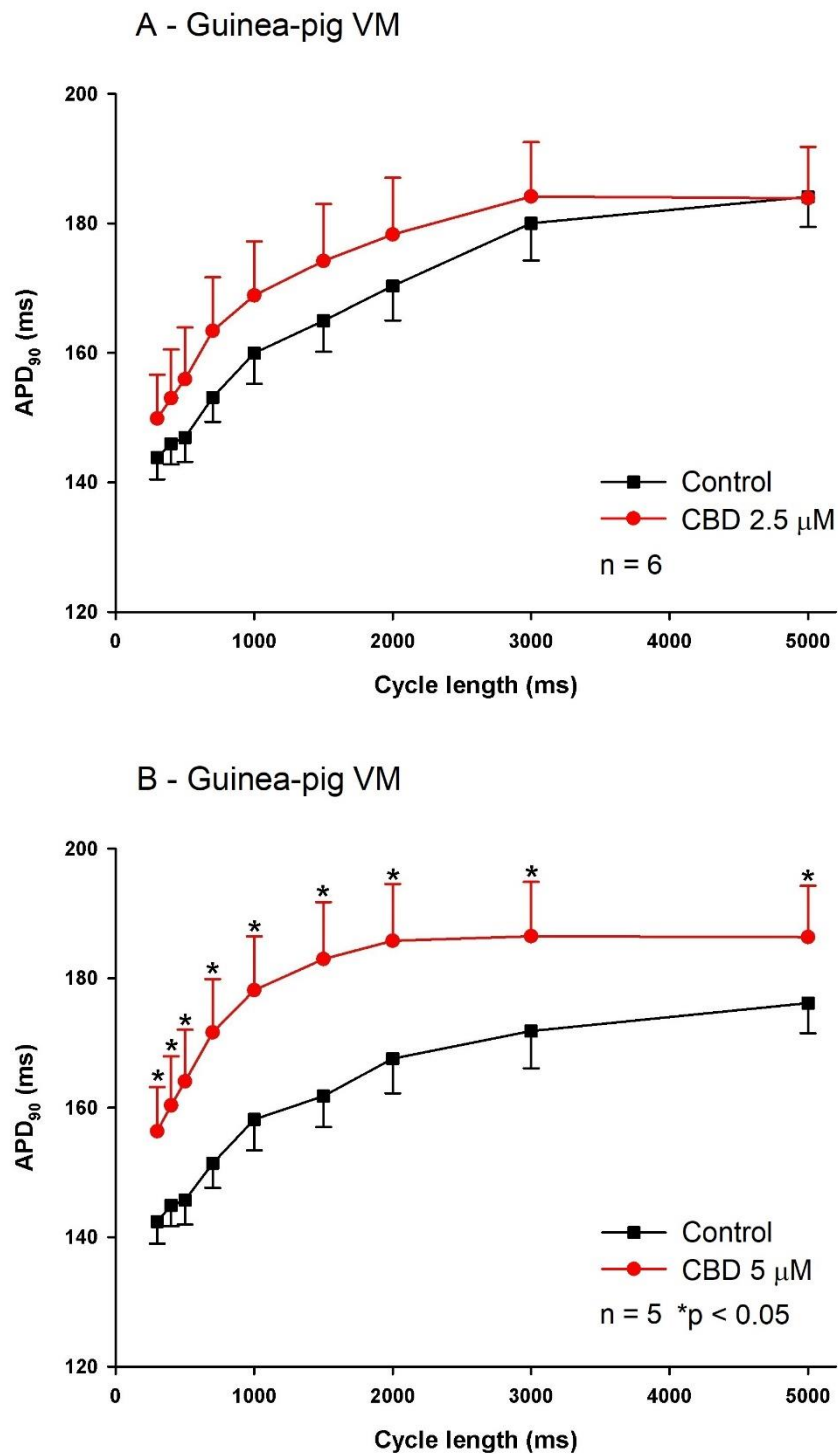 A - Guinea-pig VM
200
180
160
140
120
APD₉₀ (ms)
Control
CBD 2.5 μM
n = 6
0 1000 2000 3000 4000 5000
Cycle length (ms)
B - Guinea-pig VM
200
180
160
140
120
APD₉₀ (ms)
* * * * * * * * *
Control
CBD 5 μM
n = 5 *p < 0.05
0 1000 2000 3000 4000 5000
Cycle length (ms)